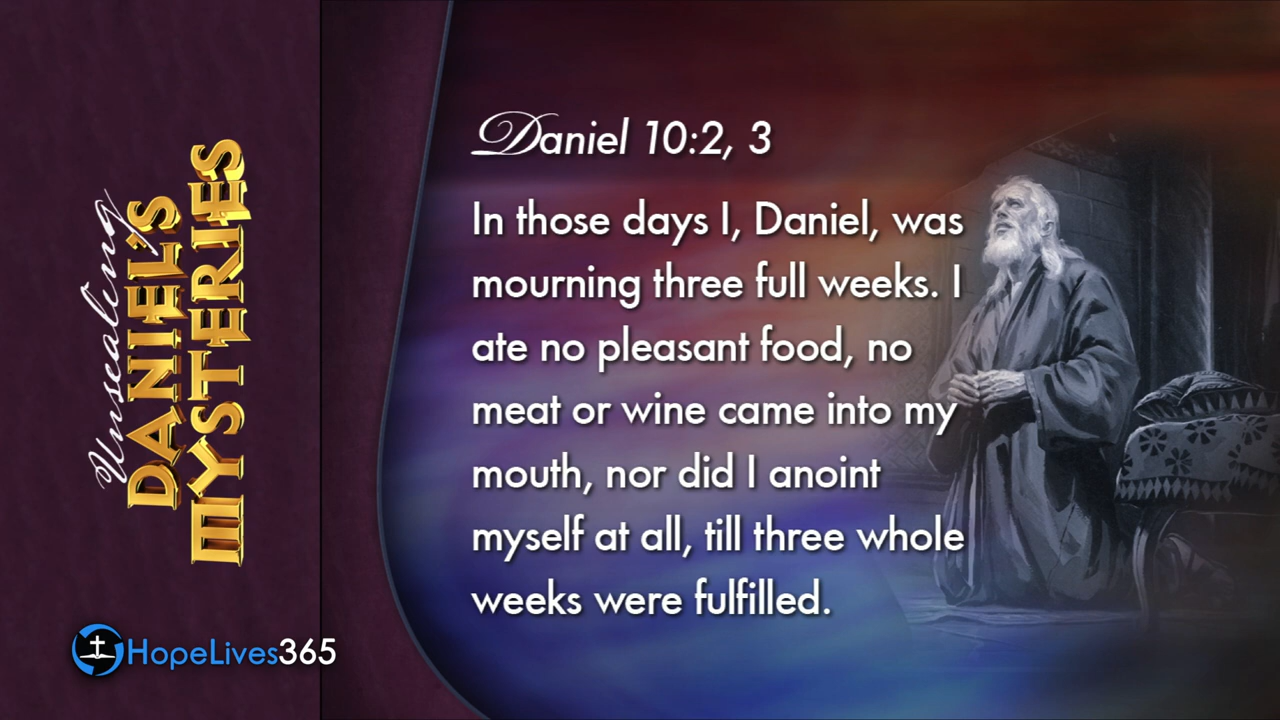 Unsealing
DANIEL'S
MYSTERIES
HopeLives365
Daniel 10:2, 3
In those days I, Daniel, was
mourning three full weeks. I
ate no pleasant food, no
meat or wine came into my
mouth, nor did I anoint
myself at all, till three whole
weeks were fulfilled.